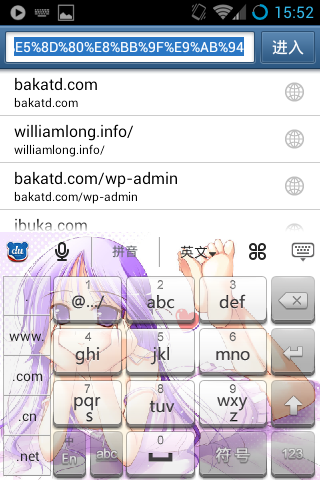 15:52
E5%8D%80%E8%BB%9F%E9%AB%94
进入
bakatd.com
bakatd.com
williamlong.info/
williamlong.info/
bakatd.com/wp-admin
bakatd.com/wp-admin
ibuka.com
du 拼音 英文
1 2 3
@../ abc def
www.
4 5 6
ghi jkl mno
.com
7 8 9
pqrs tuv wxyz
.cn
.net 中 En abc 0 符号 123